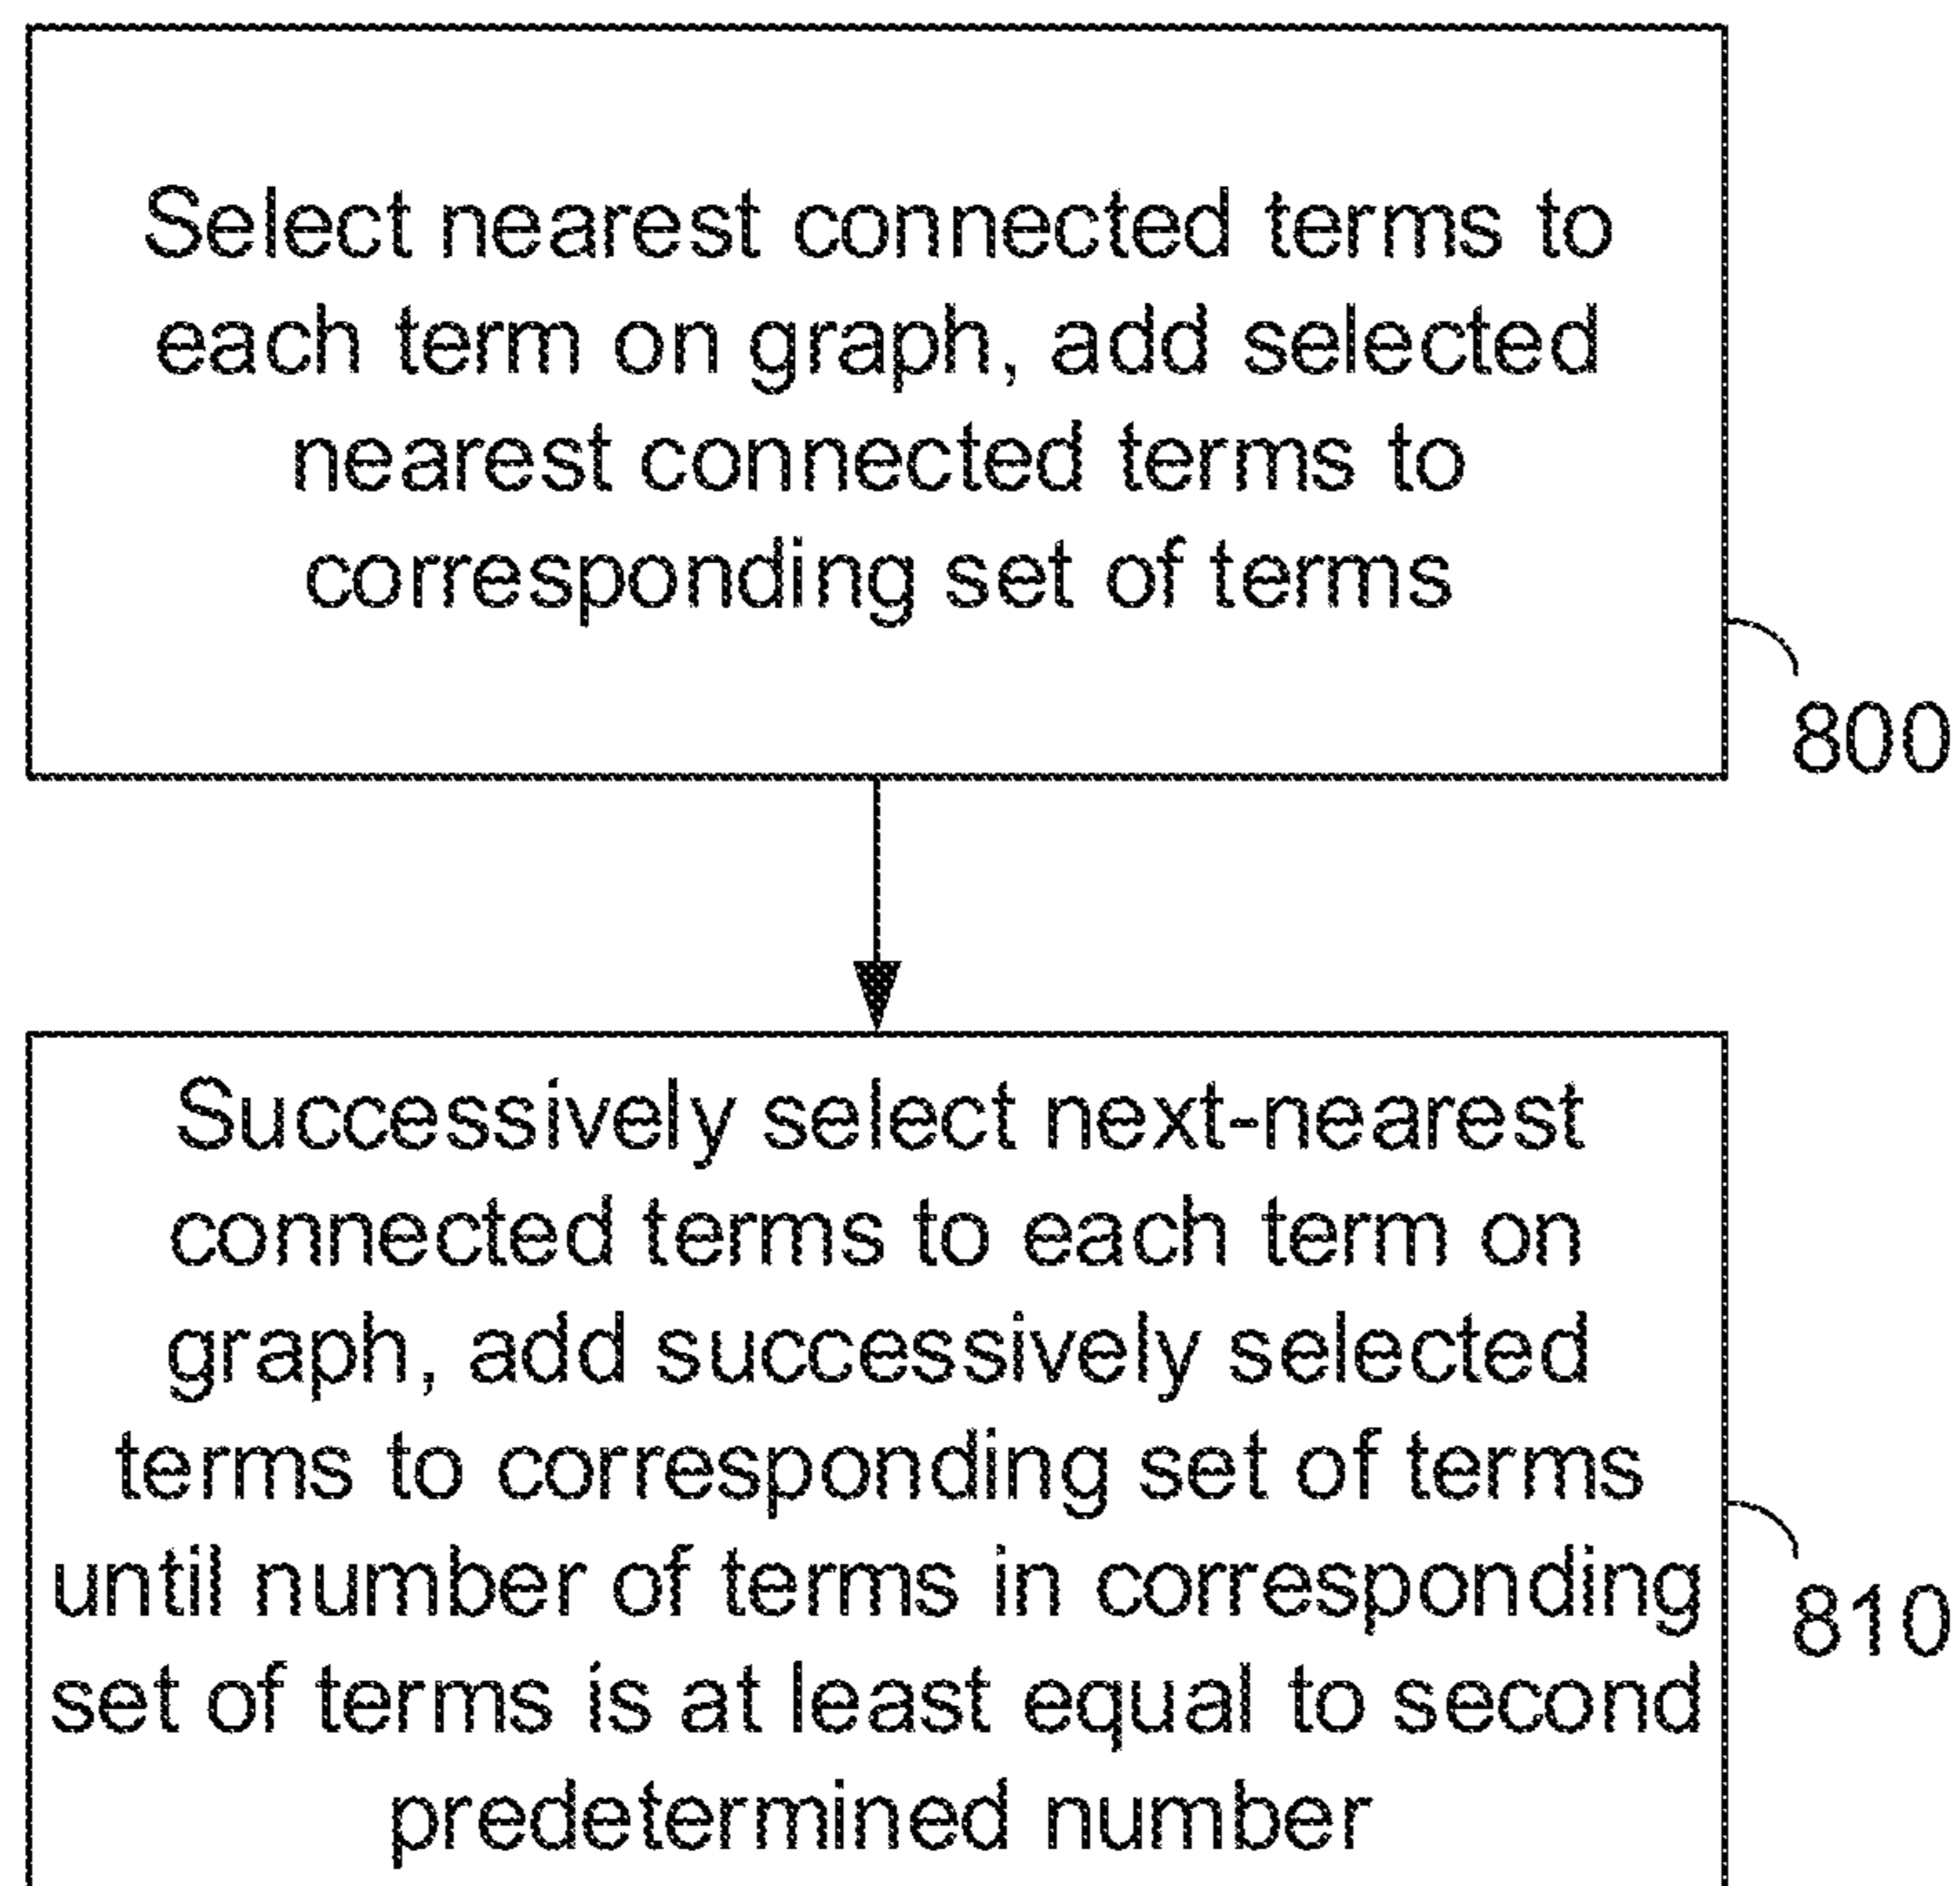 Select nearest connected terms to
each term on graph, add selected
nearest connected terms to
corresponding set of terms
800
Successively select next-nearest
connected terms to each term on
graph, add successively selected
terms to corresponding set of terms
until number of terms in corresponding
set of terms is at least equal to second
predetermined number
810